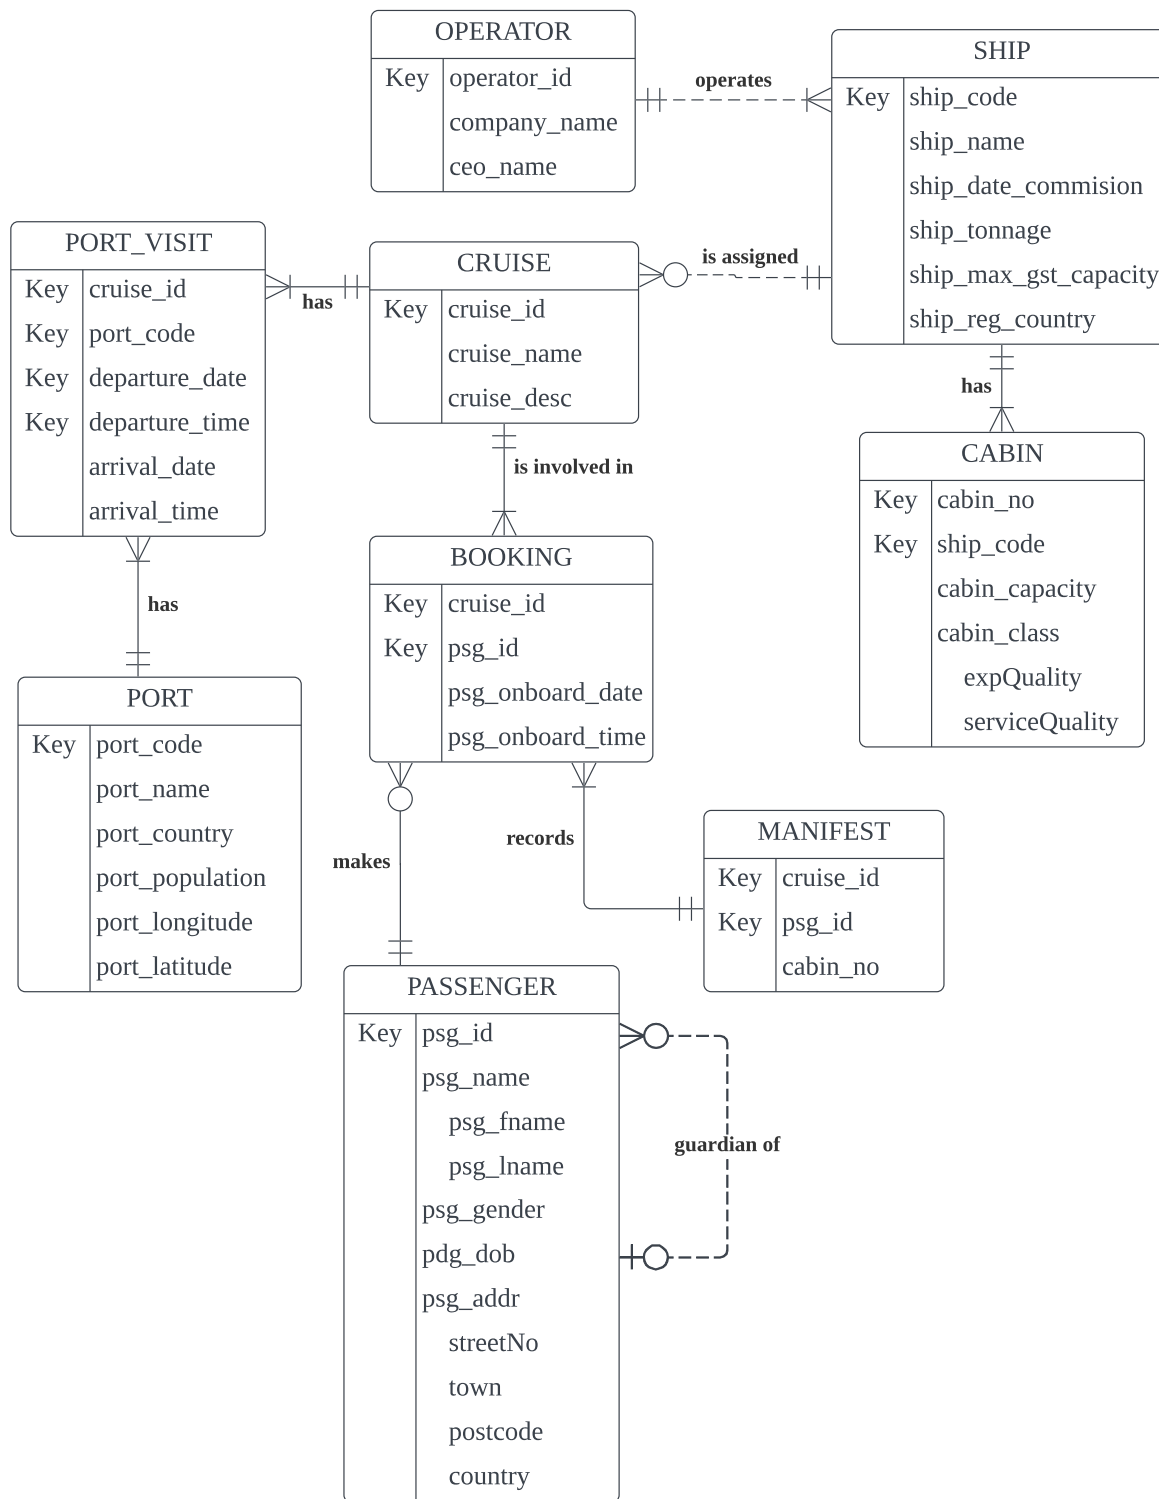 OPERATOR
Key operator_id
company_name
ceo_name
operates
SHIP
Key ship_code
ship_name
ship_date_commision
ship_tonnage
ship_max_gst_capacity
ship_reg_country
PORT_VISIT
Key cruise_id
Key port_code
Key departure_date
Key departure_time
arrival_date
arrival_time
has
CRUISE
Key cruise_id
cruise_name
cruise_desc
is assigned
has
is involved in
CABIN
Key cabin_no
Key ship_code
cabin_capacity
cabin_class
expQuality
serviceQuality
BOOKING
Key cruise_id
Key psg_id
psg_onboard_date
psg_onboard_time
has
PORT
Key port_code
port_name
port_country
port_population
port_longitude
port_latitude
makes
records
MANIFEST
Key cruise_id
Key psg_id
cabin_no
PASSENGER
Key psg_id
psg_name
psg_fname
psg_lname
psg_gender
pdg_dob
psg_addr
streetNo
town
postcode
country
guardian of